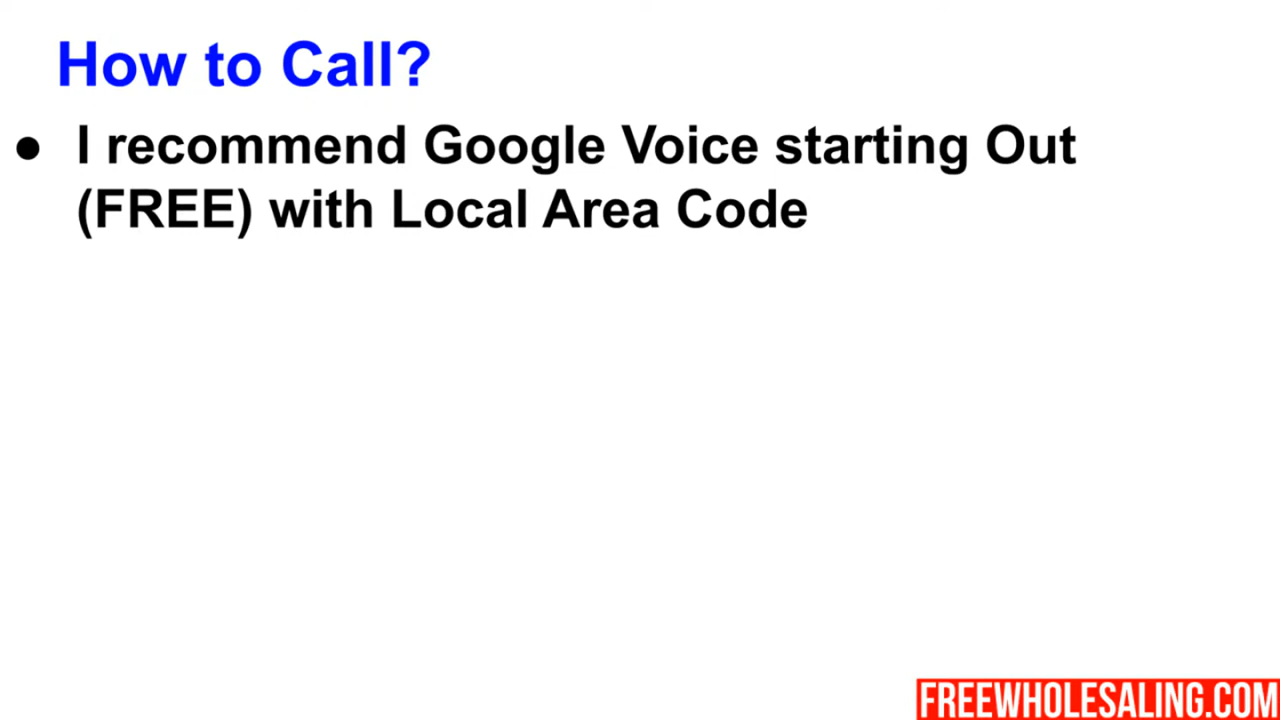 How to Call?
● I recommend Google Voice starting Out
(FREE) with Local Area Code
FREEWHOLESALING.COM